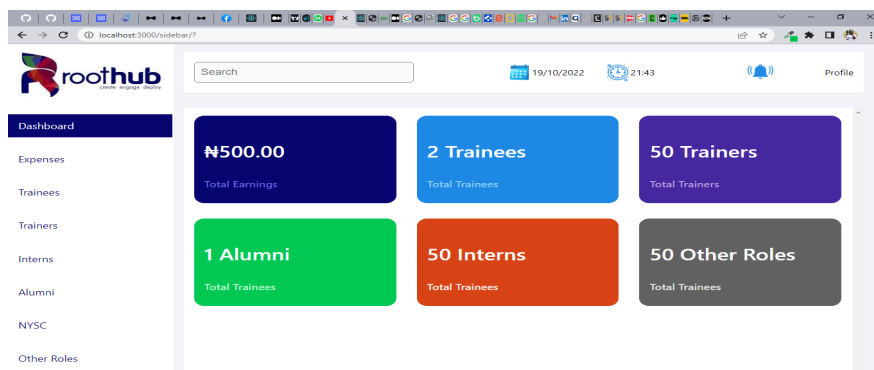 localhost:3000/sidebar/?
roothub
create engage deploy
Search
19/10/2022
21:43
Profile
Dashboard
Expenses
Trainees
Trainers
Interns
Alumni
NYSC
Other Roles
₦500.00
Total Earnings
2 Trainees
Total Trainees
50 Trainers
Total Trainers
1 Alumni
Total Trainees
50 Interns
Total Trainees
50 Other Roles
Total Trainees